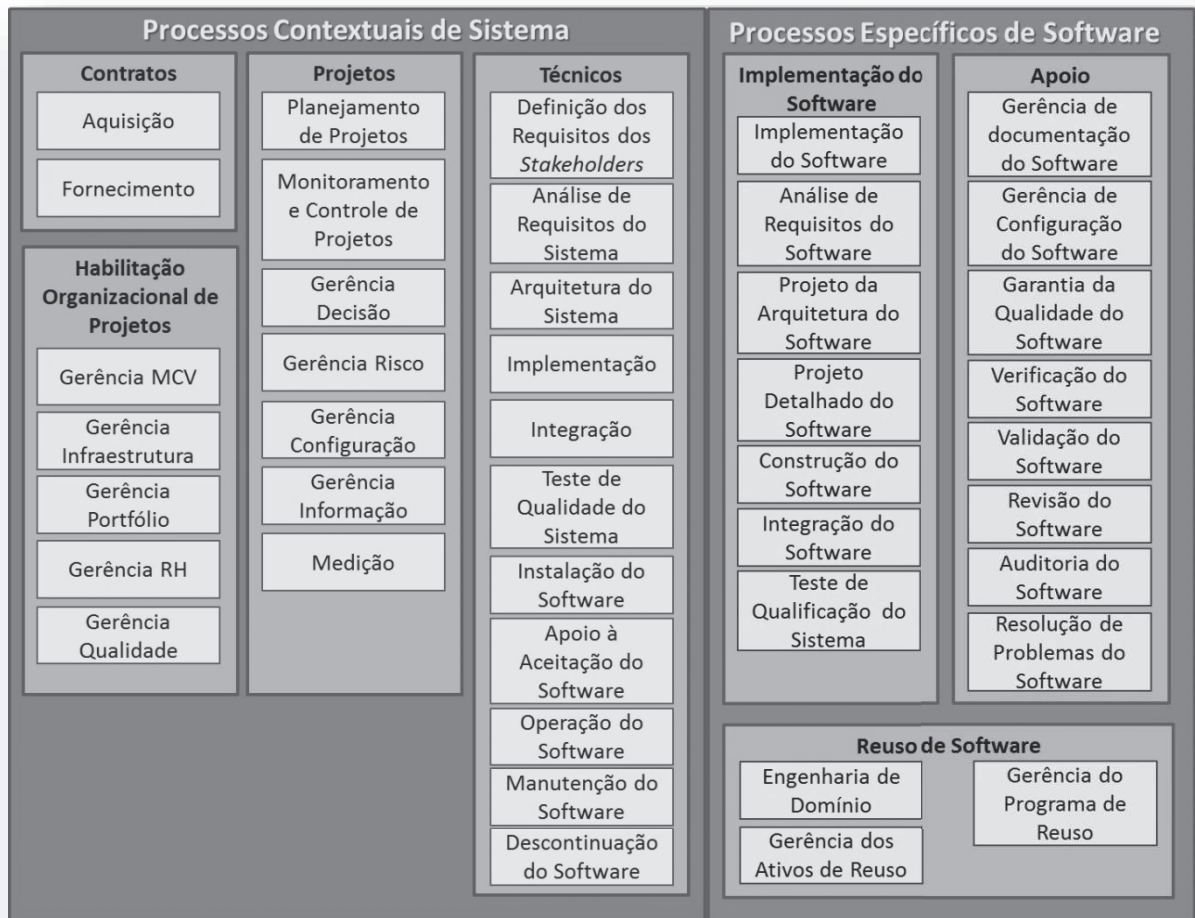 Processos Contextuais de Sistema
Contratos
Aquisição
Fornecimento
Habilitação
Organizacional de
Projetos
Gerência MCV
Gerência
Infraestrutura
Gerência
Portfólio
Gerência RH
Gerência
Qualidade
Projetos
Planejamento
de Projetos
Monitoramento
e Controle de
Projetos
Gerência
Decisão
Gerência Risco
Gerência
Configuração
Gerência
Informação
Medição
Técnicos
Definição dos
Requisitos dos
Stakeholders
Análise de
Requisitos do
Sistema
Arquitetura do
Sistema
Implementação
Integração
Teste de
Qualidade do
Sistema
Instalação do
Software
Apoio à
Aceitação do
Software
Operação do
Software
Manutenção do
Software
Descontinuação
do Software
Processos Específicos de Software
Implementação do
Software
Implementação
do Software
Análise de
Requisitos do
Software
Projeto da
Arquitetura do
Software
Projeto
Detalhado do
Software
Construção do
Software
Integração do
Software
Teste de
Qualificação do
Sistema
Apoio
Gerência de
documentação
do Software
Gerência de
Configuração
do Software
Garantia da
Qualidade do
Software
Verificação do
Software
Validação do
Software
Revisão do
Software
Auditoria do
Software
Resolução de
Problemas do
Software
Reuso de Software
Engenharia de
Domínio
Gerência dos
Ativos de Reuso
Gerência do
Programa de
Reuso